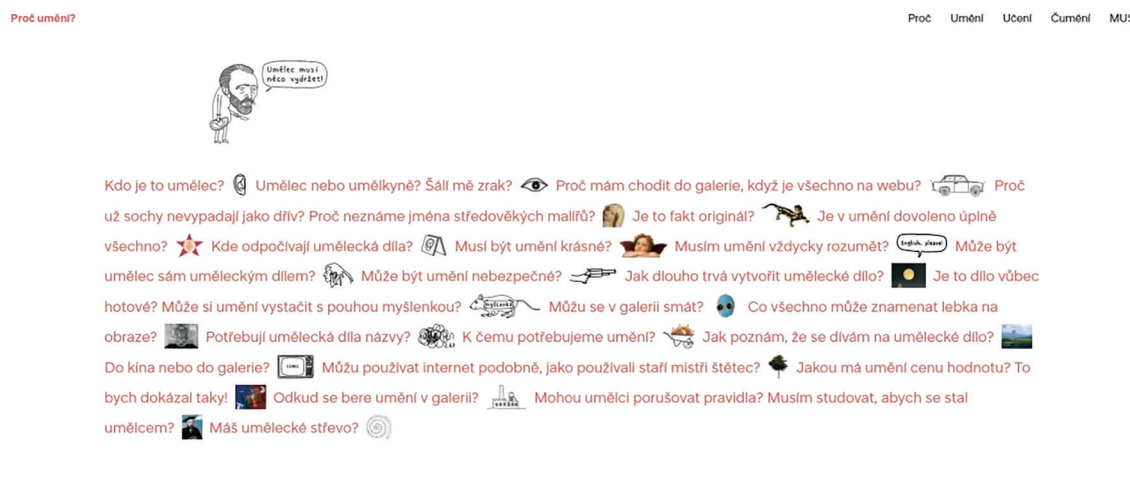 Proč umění?
Proč Umění Učení Čumění MUS
Umělec musí
něco vydržet!
Kdo je to umělec? Umělec nebo umělkyně? Šálí mě zrak? Proč mám chodit do galerie, když je všechno na webu? Proč
už sochy nevypadají jako dřív? Proč neznáme jména středověkých malířů? Je to fakt originál? Je v umění dovoleno úplně
všechno? Kde odpočívají umělecká díla? Musí být umění krásné? Musím umění vždycky rozumět? English, please! Může být
umělec sám uměleckým dílem? Může být umění nebezpečné? Jak dlouho trvá vytvořit umělecké dílo? Je to dílo vůbec
hotové? Může si umění vystačit s pouhou myšlenkou? myšlenka Můžu se v galerii smát? Co všechno může znamenat lebka na
obraze? Potřebují umělecká díla názvy? K čemu potřebujeme umění? Jak poznám, že se dívám na umělecké dílo?
Do kina nebo do galerie? Můžu používat internet podobně, jako používali staří mistři štětec? Jakou má umění cenu hodnotu? To
bych dokázal taky! Odkud se bere umění v galerii? Mohou umělci porušovat pravidla? Musím studovat, abych se stal
umělcem? Máš umělecké střevo?